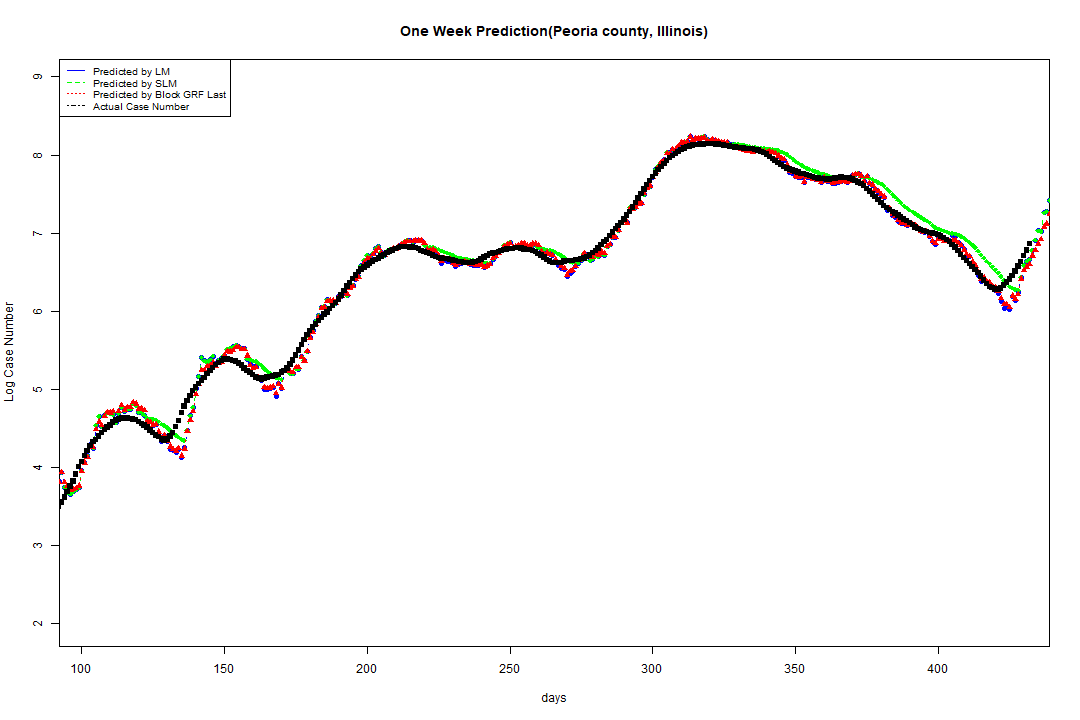 One Week Prediction(Peoria county, Illinois)
Predicted by LM
Predicted by SLM
Predicted by Block GRF Last
Actual Case Number
9
8
7
6
5
4
3
2
Log Case Number
100 150 200 250 300 350 400
days